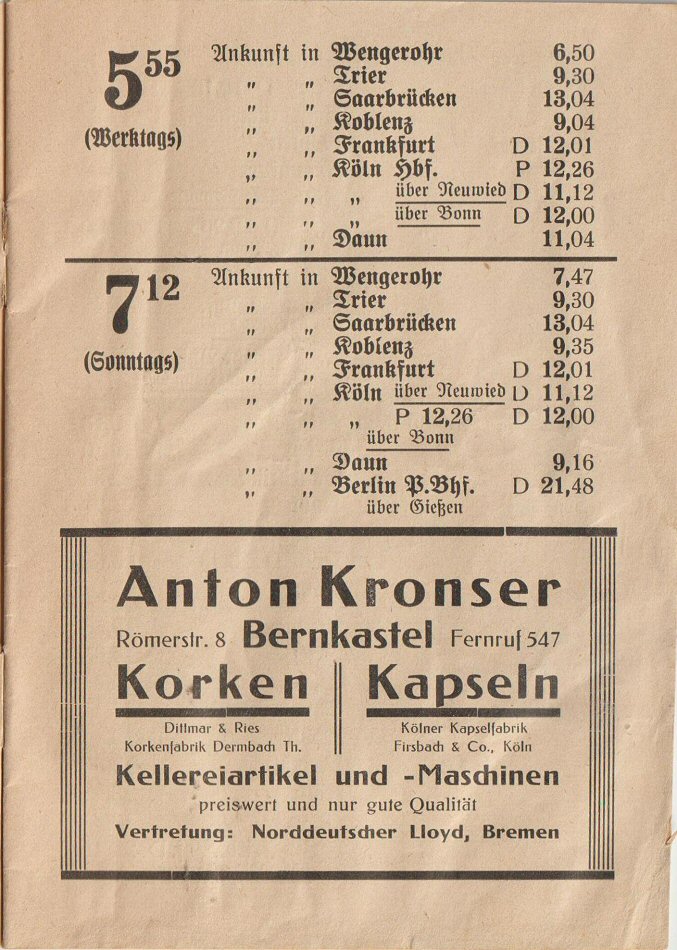 5⁵⁵ Ankunft in Wengerohr 6,50
„ „ Trier 9,30
„ „ Saarbrücken 13,04
(Werktags) „ „ Koblenz 9,04
„ „ Frankfurt D 12,01
„ „ Köln Hbf. P 12,26
„ „ „ über Neuwied D 11,12
„ „ „ über Bonn D 12,00
„ „ Daun 11,04
7¹² Ankunft in Wengerohr 7,47
„ „ Trier 9,30
„ „ Saarbrücken 13,04
(Sonntags) „ „ Koblenz 9,35
„ „ Frankfurt D 12,01
„ „ Köln über Neuwied D 11,12
„ „ „ P 12,26 D 12,00
über Bonn
„ „ Daun 9,16
„ „ Berlin P.Bhf. D 21,48
über Gießen
Anton Kronser
Römerstr. 8 Bernkastel Fernruf 547
Korken Kapseln
Dittmar & Ries Kölner Kapselfabrik
Korkenfabrik Dermbach Th. Firsbach & Co., Köln
Kellereiartikel und -Maschinen
preiswert und nur gute Qualität
Vertretung: Norddeutscher Lloyd, Bremen